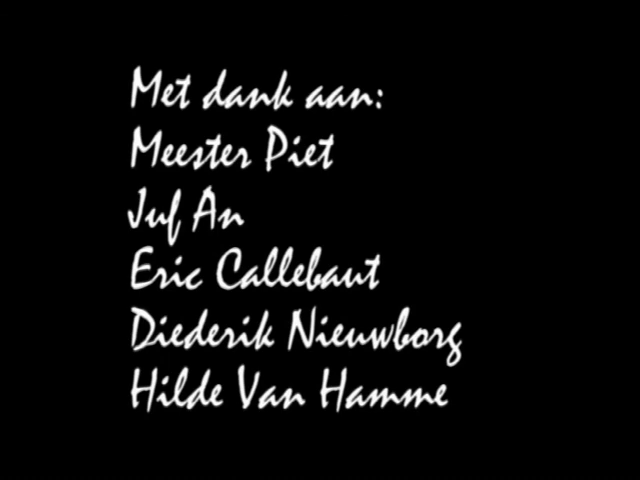 Met dank aan:
Meester Piet
Juf An
Eric Callebaut
Diederik Nieuwborg
Hilde Van Hamme